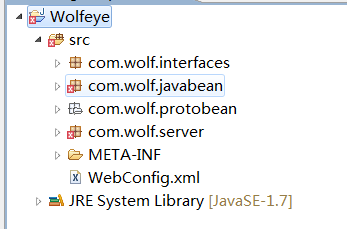 Wolfeye
src
com.wolf.interfaces
com.wolf.javabean
com.wolf.protobean
com.wolf.server
META-INF
WebConfig.xml
JRE System Library [JavaSE-1.7]